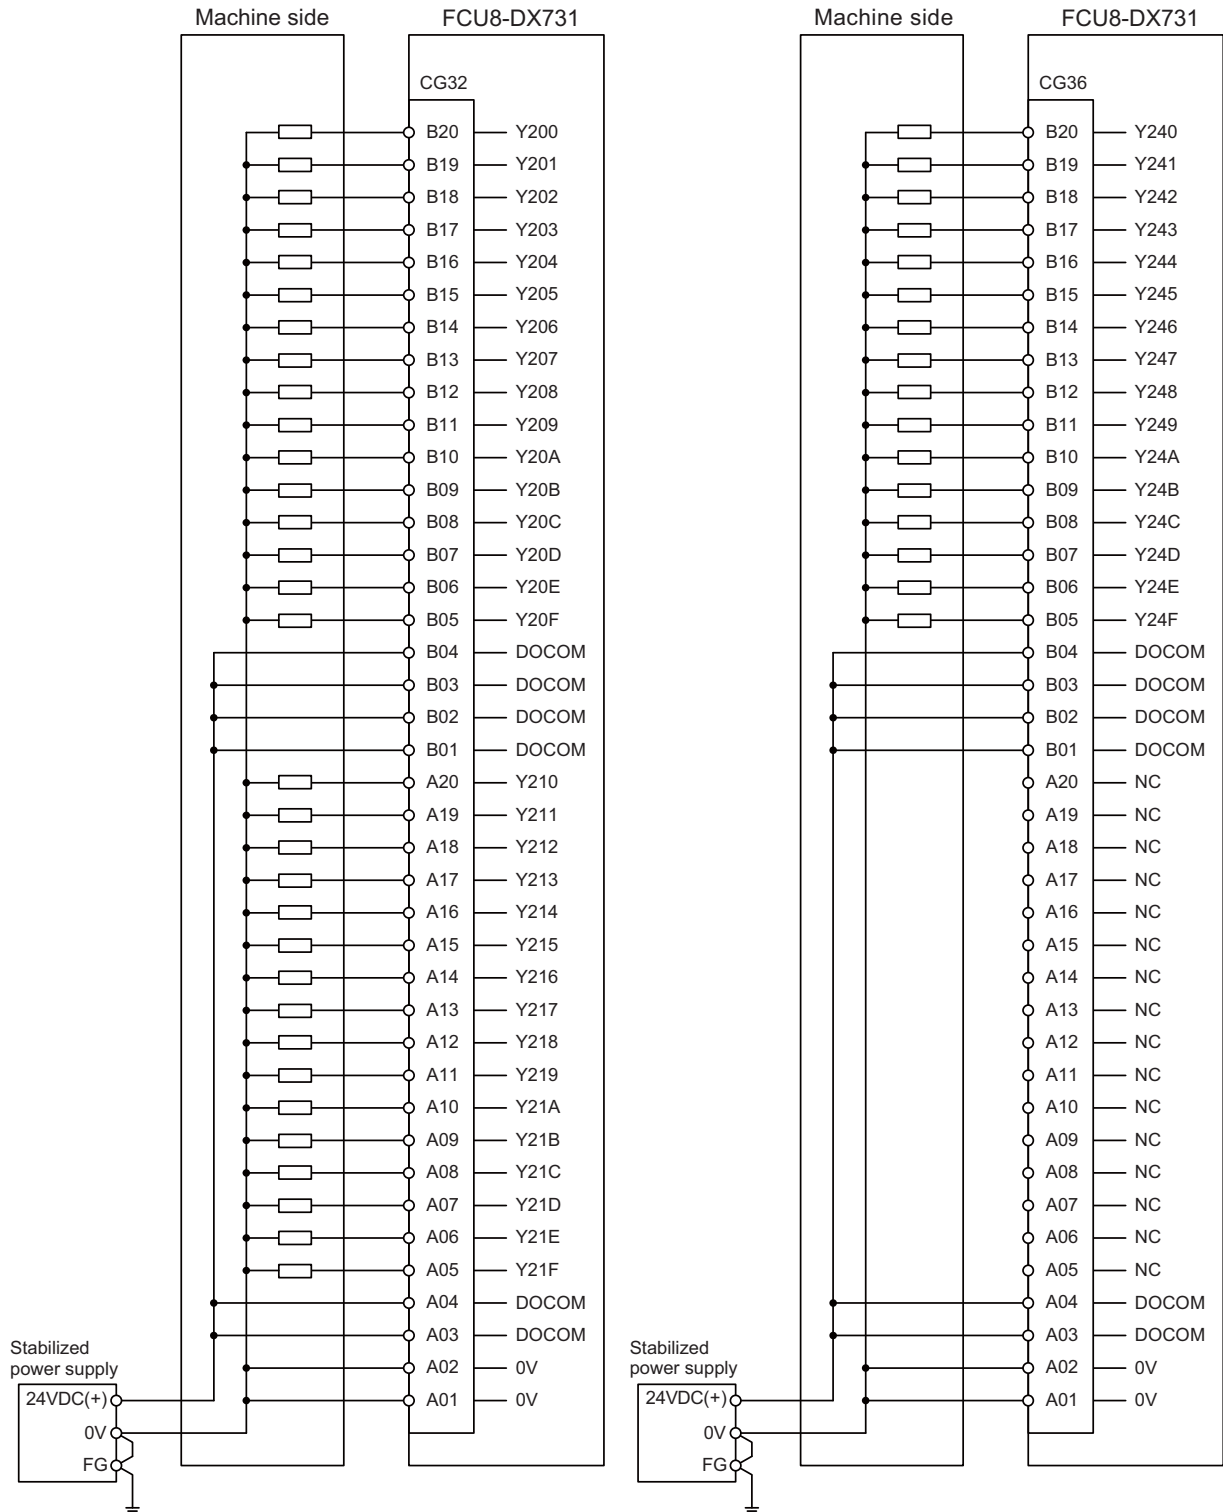 Machine side
FCU8-DX731
CG32
B20 Y200
B19 Y201
B18 Y202
B17 Y203
B16 Y204
B15 Y205
B14 Y206
B13 Y207
B12 Y208
B11 Y209
B10 Y20A
B09 Y20B
B08 Y20C
B07 Y20D
B06 Y20E
B05 Y20F
B04 DOCOM
B03 DOCOM
B02 DOCOM
B01 DOCOM
A20 Y210
A19 Y211
A18 Y212
A17 Y213
A16 Y214
A15 Y215
A14 Y216
A13 Y217
A12 Y218
A11 Y219
A10 Y21A
A09 Y21B
A08 Y21C
A07 Y21D
A06 Y21E
A05 Y21F
A04 DOCOM
A03 DOCOM
A02 0V
A01 0V
Stabilized
power supply
24VDC(+)
0V
FG
Machine side
FCU8-DX731
CG36
B20 Y240
B19 Y241
B18 Y242
B17 Y243
B16 Y244
B15 Y245
B14 Y246
B13 Y247
B12 Y248
B11 Y249
B10 Y24A
B09 Y24B
B08 Y24C
B07 Y24D
B06 Y24E
B05 Y24F
B04 DOCOM
B03 DOCOM
B02 DOCOM
B01 DOCOM
A20 NC
A19 NC
A18 NC
A17 NC
A16 NC
A15 NC
A14 NC
A13 NC
A12 NC
A11 NC
A10 NC
A09 NC
A08 NC
A07 NC
A06 NC
A05 NC
A04 DOCOM
A03 DOCOM
A02 0V
A01 0V
Stabilized
power supply
24VDC(+)
0V
FG